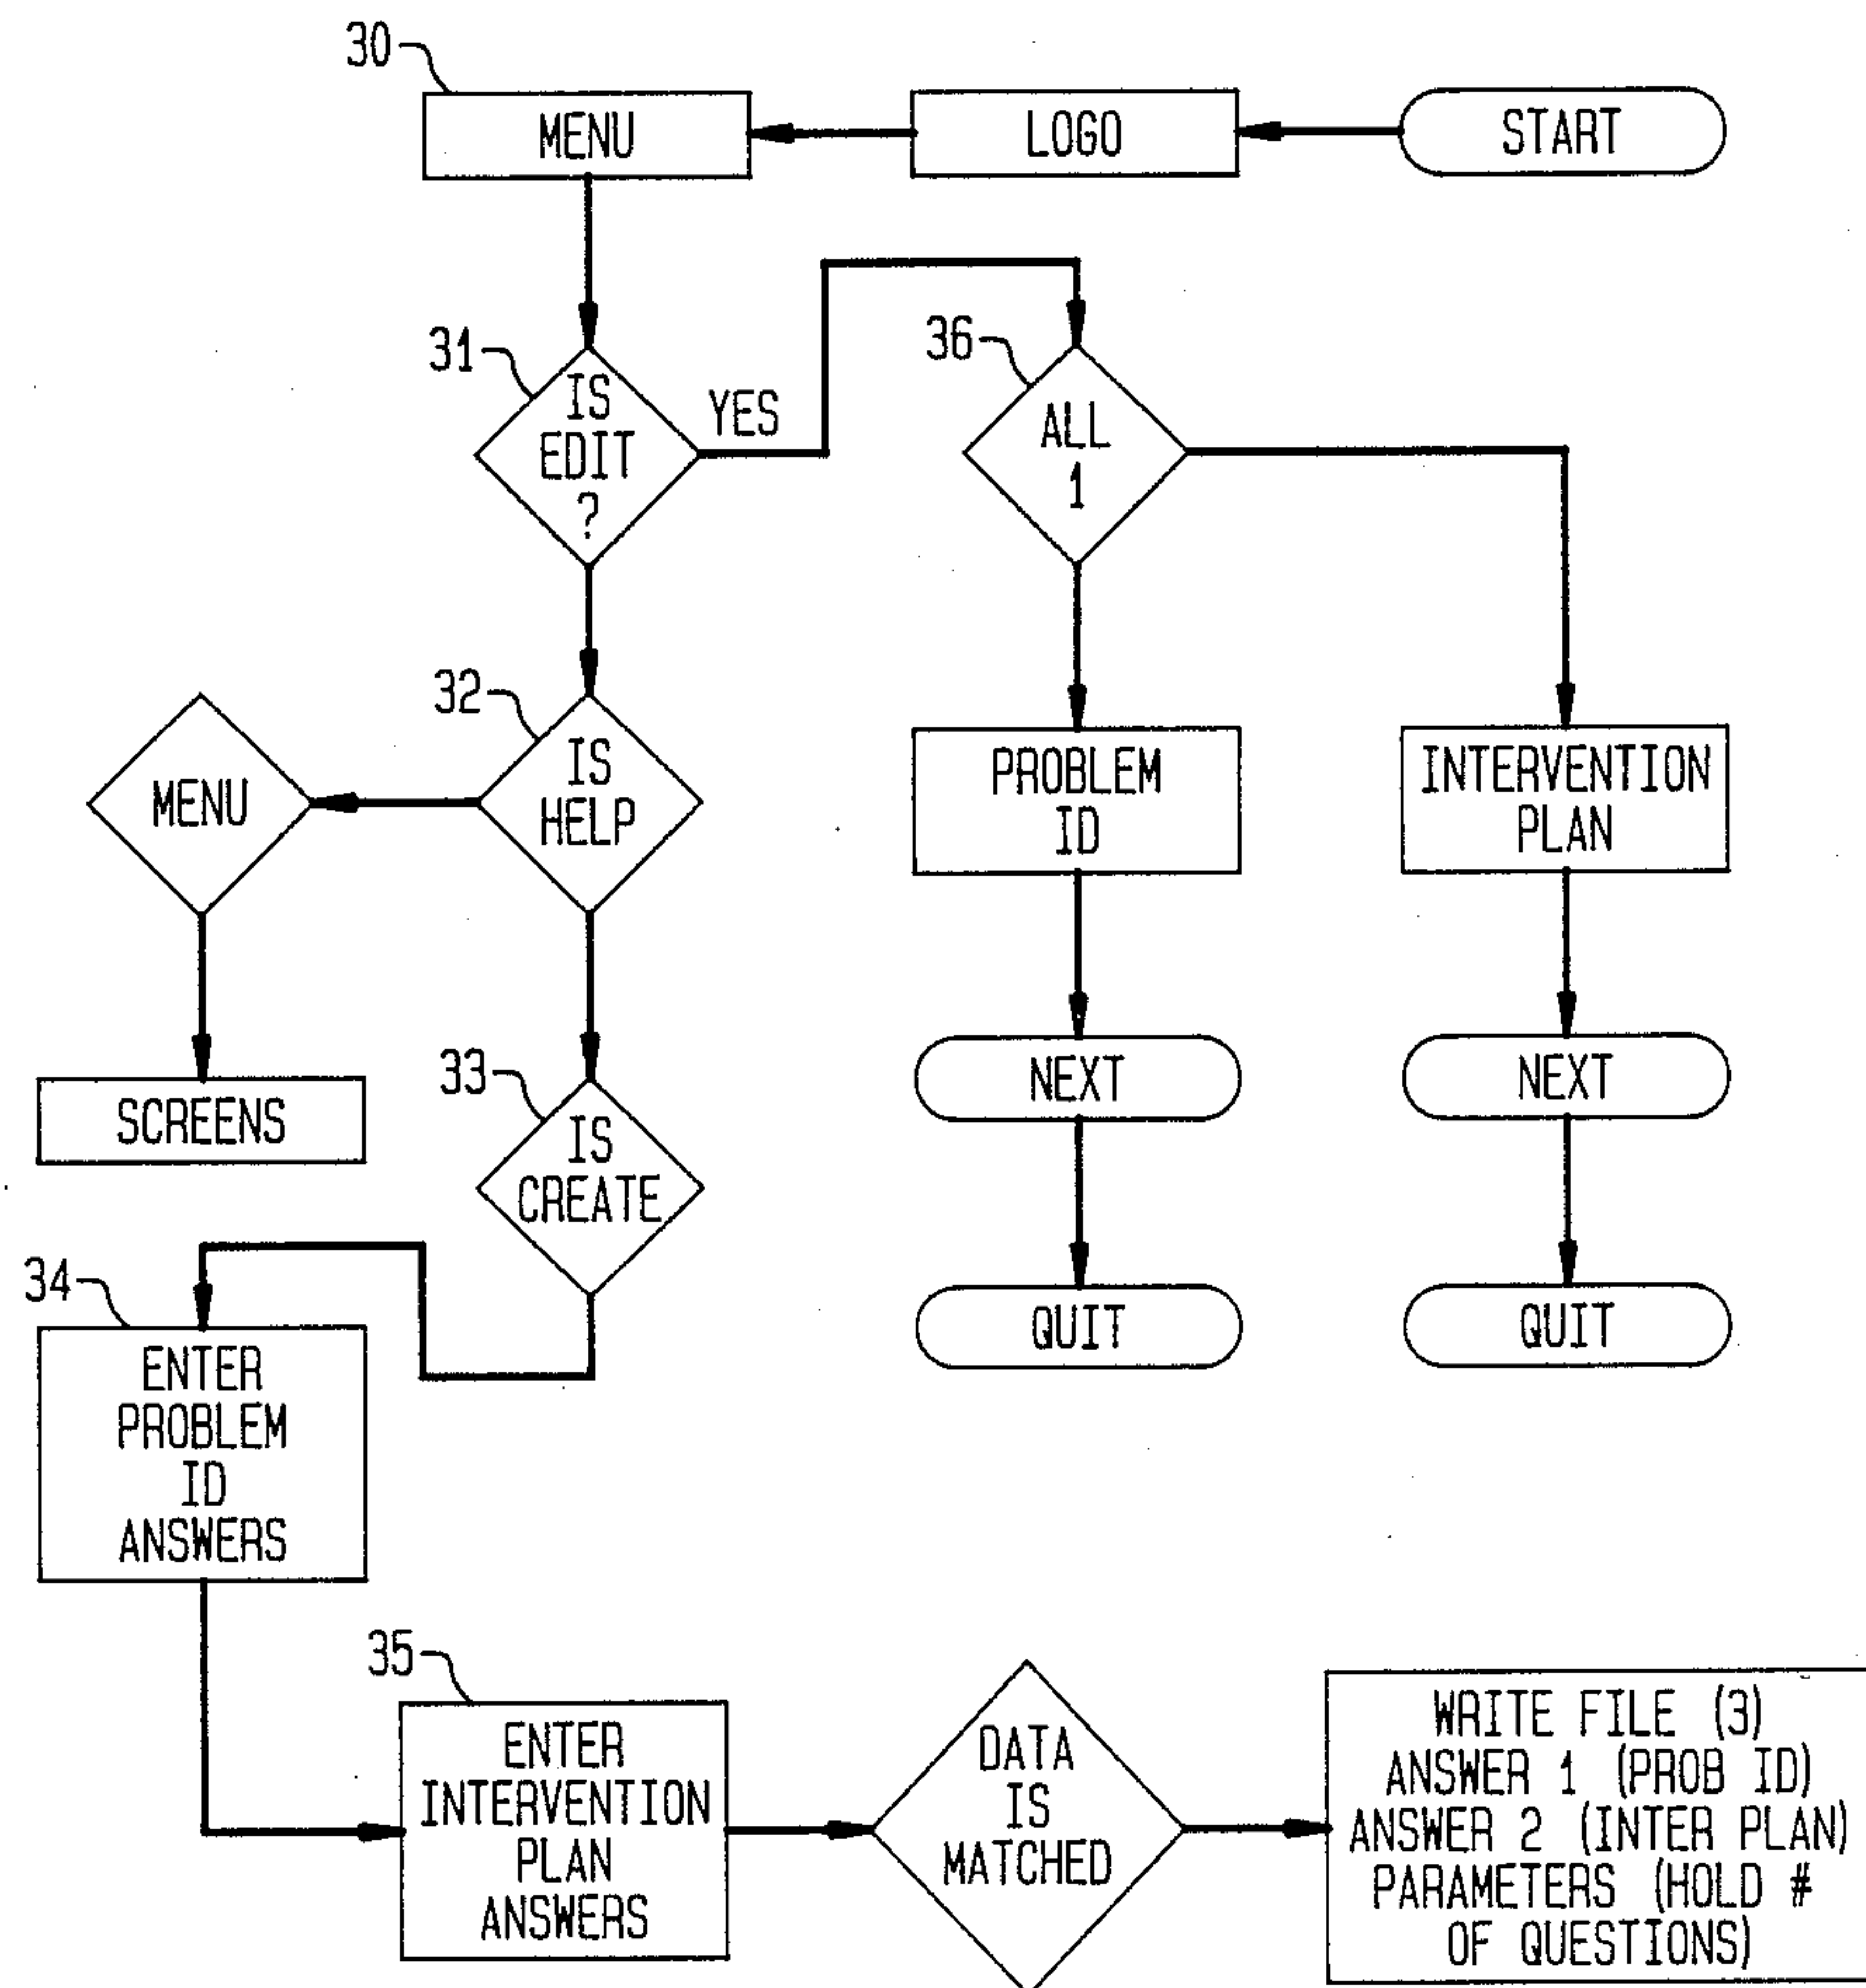 30
MENU
LOGO
START
31
IS
EDIT
?
YES
36
ALL
1
32
IS
HELP
MENU
PROBLEM
ID
INTERVENTION
PLAN
SCREENS
33
IS
CREATE
NEXT
NEXT
QUIT
QUIT
34
ENTER
PROBLEM
ID
ANSWERS
35
ENTER
INTERVENTION
PLAN
ANSWERS
DATA
IS
MATCHED
WRITE FILE (3)
ANSWER 1 (PROB ID)
ANSWER 2 (INTER PLAN)
PARAMETERS (HOLD #
OF QUESTIONS)